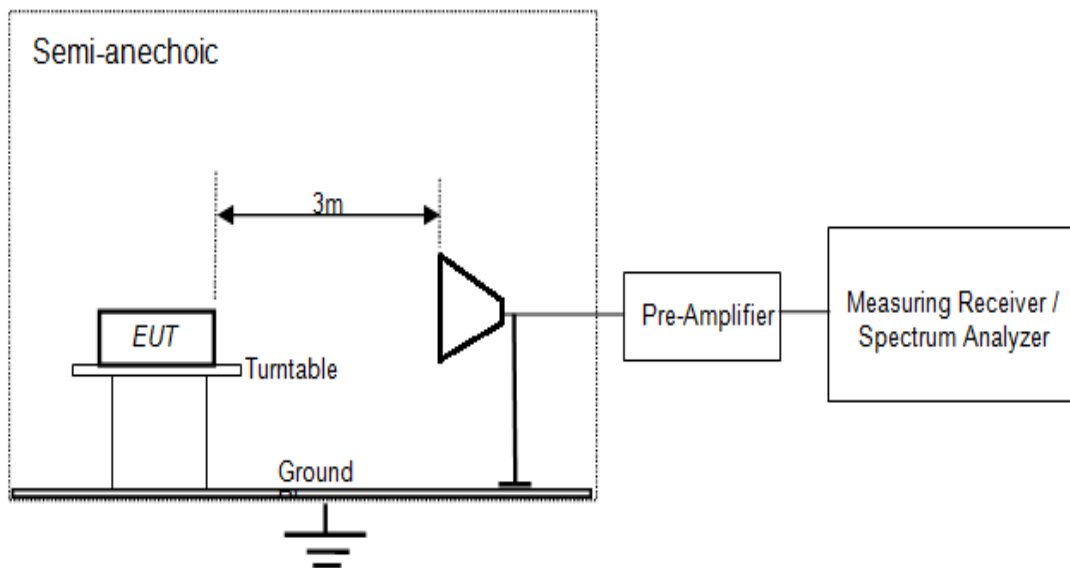 Semi-anechoic
3m
EUT
Turntable
Ground
Pre-Amplifier
Measuring Receiver /
Spectrum Analyzer